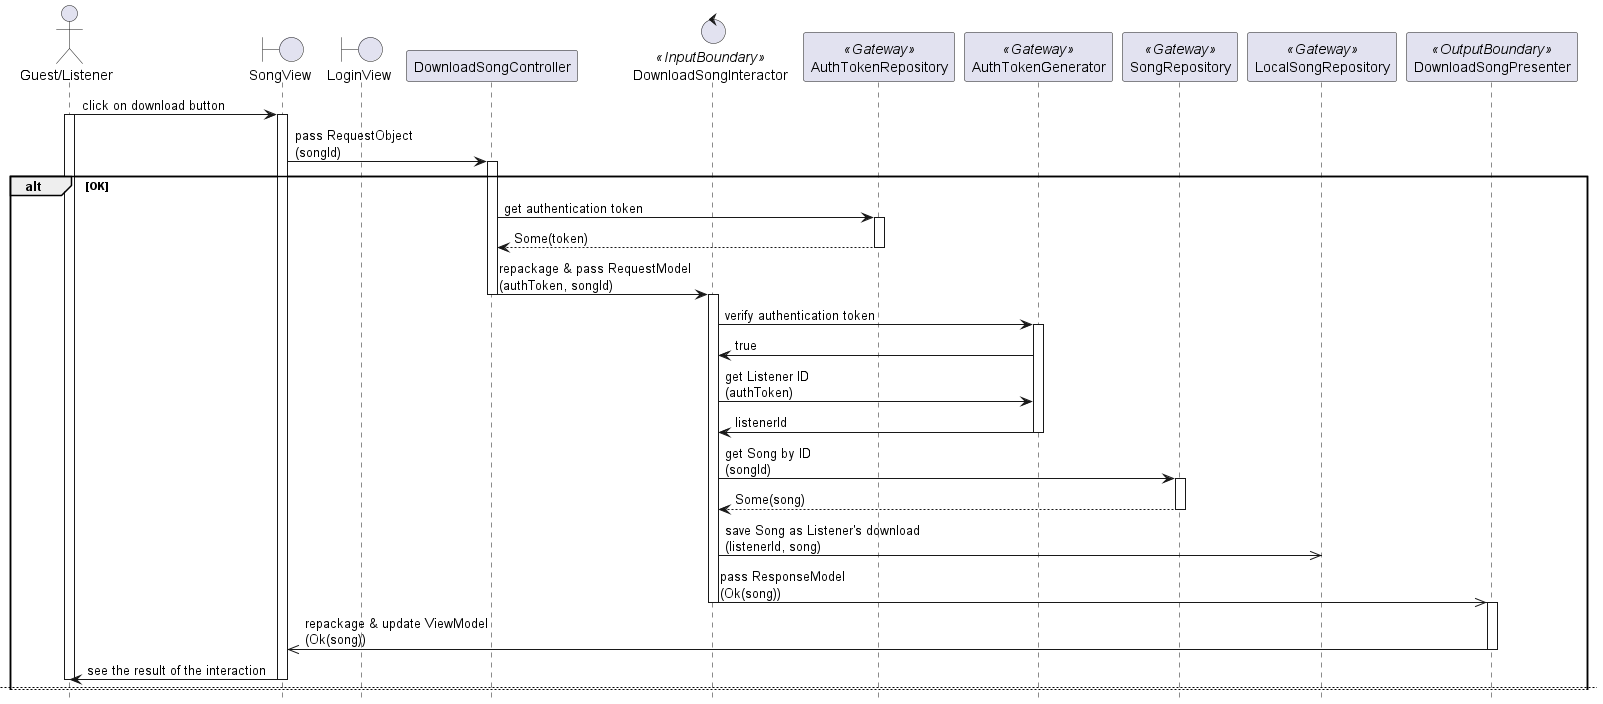 «InputBoundary»
«Gateway»
«Gateway»
«Gateway»
«Gateway»
«OutputBoundary»
Guest/Listener
SongView
LoginView
DownloadSongController
DownloadSongInteractor
AuthTokenRepository
AuthTokenGenerator
SongRepository
LocalSongRepository
DownloadSongPresenter
click on download button
pass RequestObject
(songId)
alt
[OK]
get authentication token
Some(token)
repackage & pass RequestModel
(authToken, songId)
verify authentication token
true
get Listener ID
(authToken)
listenerId
get Song by ID
(songId)
Some(song)
save Song as Listener's download
(listenerId, song)
pass ResponseModel
(Ok(song))
repackage & update ViewModel
(Ok(song))
see the result of the interaction